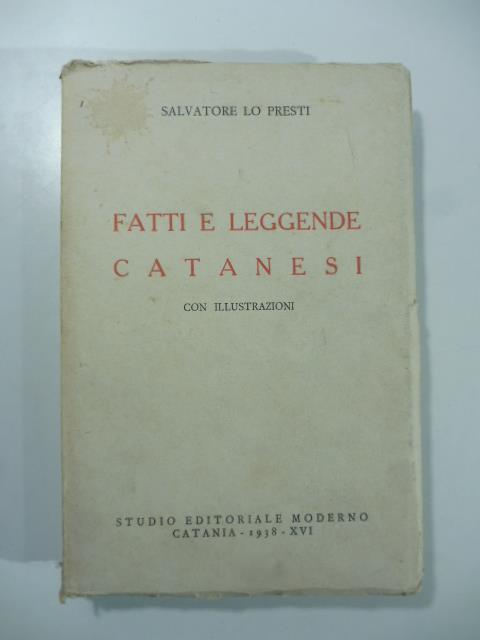 SALVATORE LO PRESTI
FATTI E LEGGENDE
CATANESI
CON ILLUSTRAZIONI
STUDIO EDITORIALE MODERNO
CATANIA - 1938 - XVI